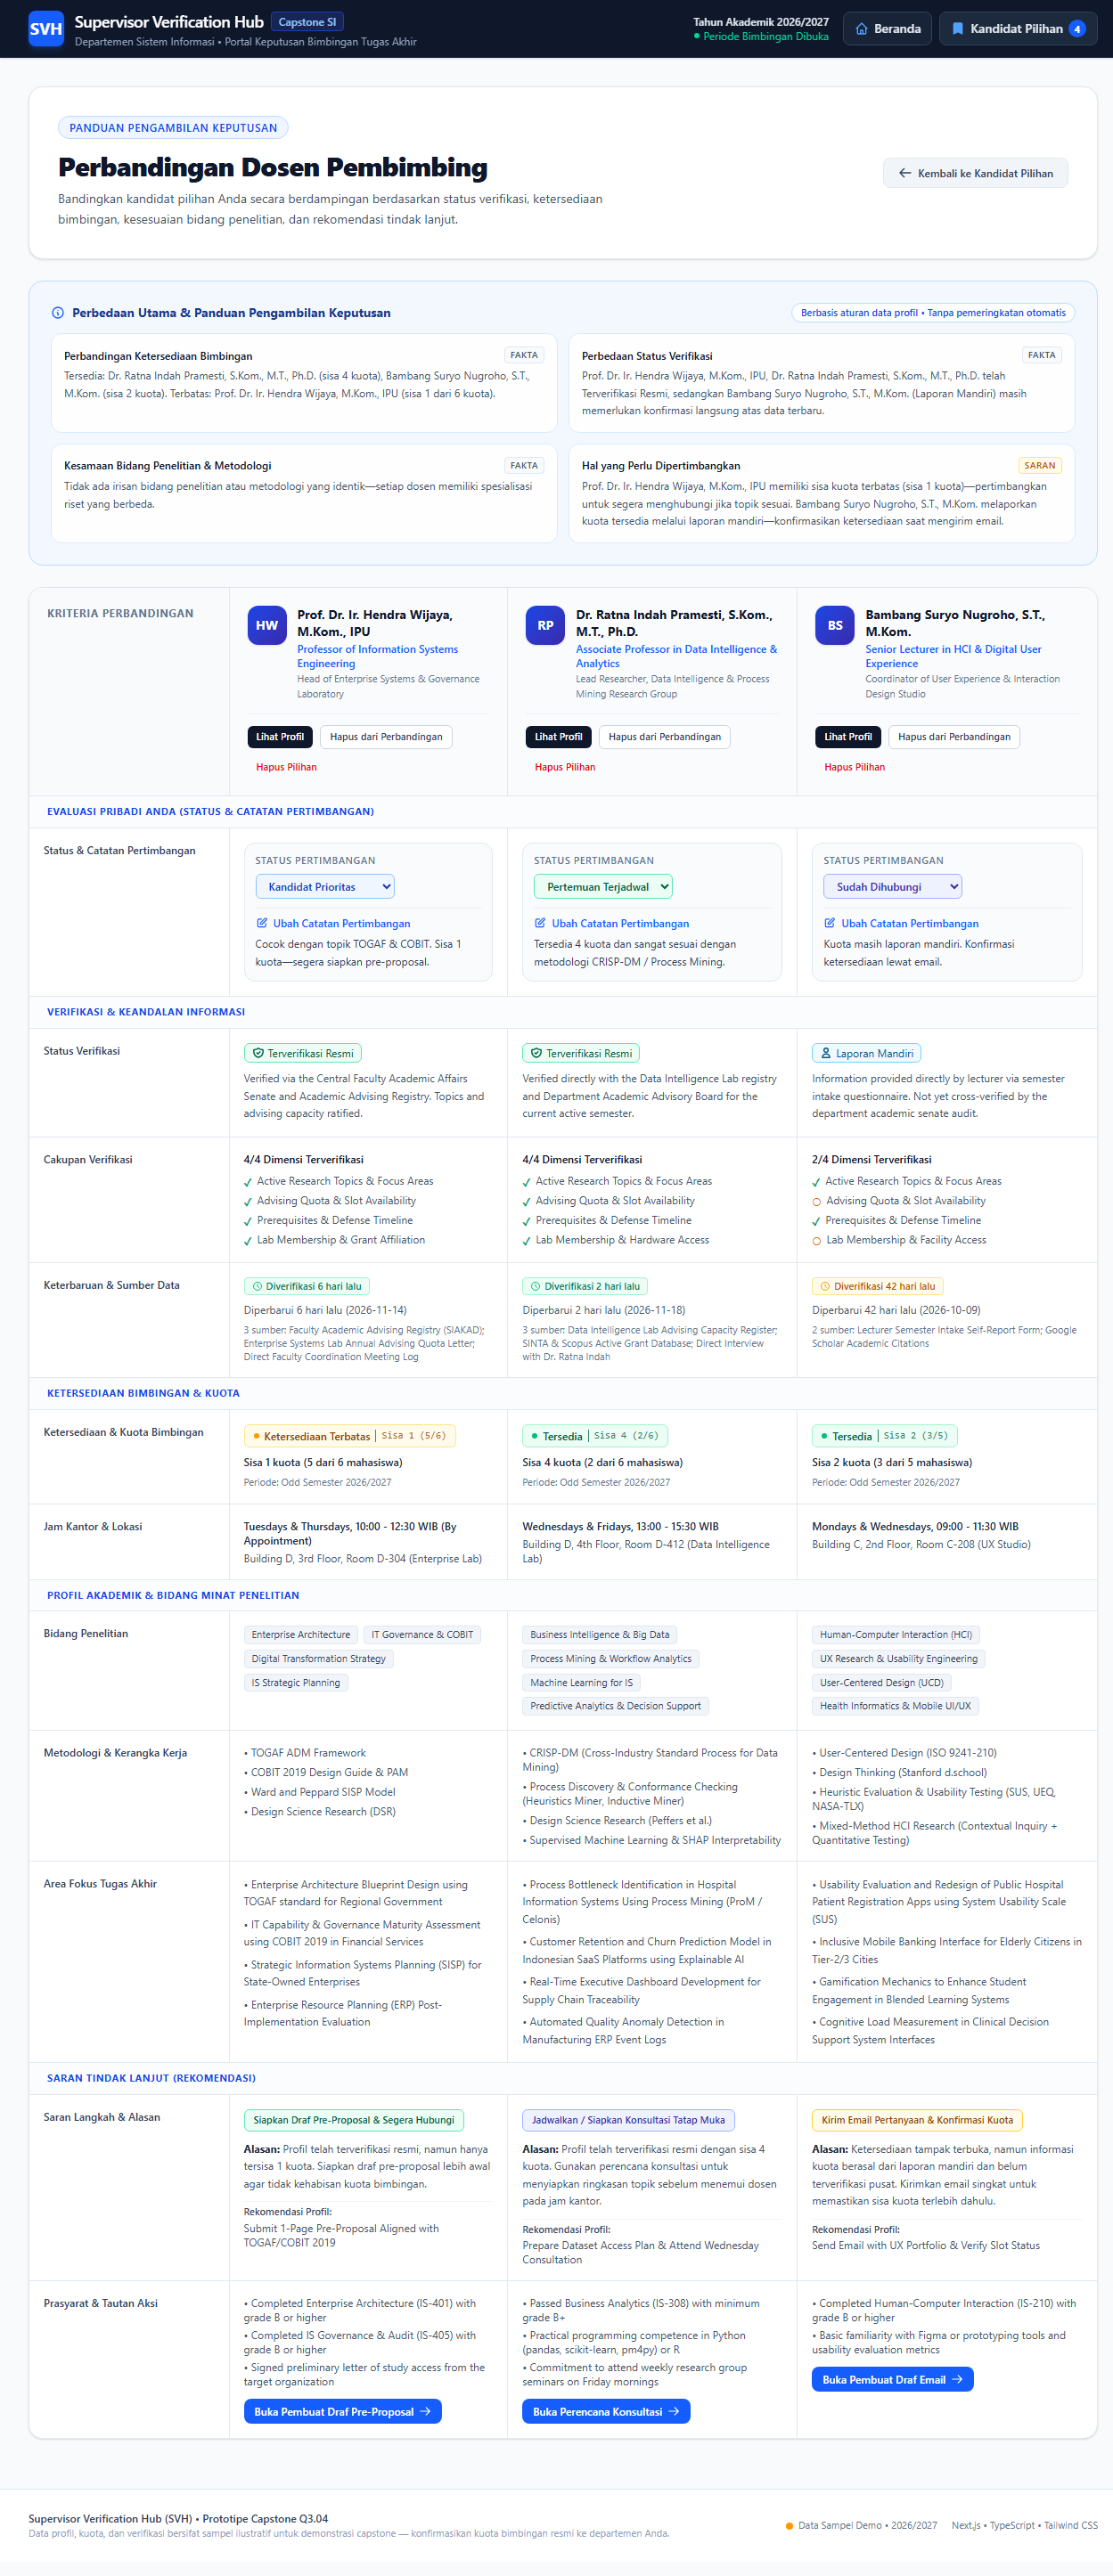 SVH
Supervisor Verification Hub Capstone SI
Departemen Sistem Informasi • Portal Keputusan Bimbingan Tugas Akhir
Tahun Akademik 2026/2027
Periode Bimbingan Dibuka
Beranda
Kandidat Pilihan 4
PANDUAN PENGAMBILAN KEPUTUSAN
Perbandingan Dosen Pembimbing
Bandingkan kandidat pilihan Anda secara berdampingan berdasarkan status verifikasi, ketersediaan
bimbingan, kesesuaian bidang penelitian, dan rekomendasi tindak lanjut.
← Kembali ke Kandidat Pilihan
Perbedaan Utama & Panduan Pengambilan Keputusan
Berbasis aturan data profil • Tanpa pemeringkatan otomatis
Perbandingan Ketersediaan Bimbingan FAKTA
Tersedia: Dr. Ratna Indah Pramesti, S.Kom., M.T., Ph.D. (sisa 4 kuota), Bambang Suryo Nugroho, S.T.,
M.Kom. (sisa 2 kuota). Terbatas: Prof. Dr. Ir. Hendra Wijaya, M.Kom., IPU (sisa 1 dari 6 kuota).
Perbedaan Status Verifikasi FAKTA
Prof. Dr. Ir. Hendra Wijaya, M.Kom., IPU, Dr. Ratna Indah Pramesti, S.Kom., M.T., Ph.D. telah
Terverifikasi Resmi, sedangkan Bambang Suryo Nugroho, S.T., M.Kom. (Laporan Mandiri) masih
memerlukan konfirmasi langsung atas data terbaru.
Kesamaan Bidang Penelitian & Metodologi FAKTA
Tidak ada irisan bidang penelitian atau metodologi yang identik—setiap dosen memiliki spesialisasi
riset yang berbeda.
Hal yang Perlu Dipertimbangkan SARAN
Prof. Dr. Ir. Hendra Wijaya, M.Kom., IPU memiliki sisa kuota terbatas (sisa 1 kuota)—pertimbangkan
untuk segera menghubungi jika topik sesuai. Bambang Suryo Nugroho, S.T., M.Kom. melaporkan
kuota tersedia melalui laporan mandiri—konfirmasikan ketersediaan saat mengirim email.
KRITERIA PERBANDINGAN
HW
Prof. Dr. Ir. Hendra Wijaya,
M.Kom., IPU
Professor of Information Systems
Engineering
Head of Enterprise Systems & Governance
Laboratory
Lihat Profil Hapus dari Perbandingan
Hapus Pilihan
RP
Dr. Ratna Indah Pramesti, S.Kom.,
M.T., Ph.D.
Associate Professor in Data Intelligence &
Analytics
Lead Researcher, Data Intelligence & Process
Mining Research Group
Lihat Profil Hapus dari Perbandingan
Hapus Pilihan
BS
Bambang Suryo Nugroho, S.T.,
M.Kom.
Senior Lecturer in HCI & Digital User
Experience
Coordinator of User Experience & Interaction
Design Studio
Lihat Profil Hapus dari Perbandingan
Hapus Pilihan
EVALUASI PRIBADI ANDA (STATUS & CATATAN PERTIMBANGAN)
Status & Catatan Pertimbangan
STATUS PERTIMBANGAN
Kandidat Prioritas
Ubah Catatan Pertimbangan
Cocok dengan topik TOGAF & COBIT. Sisa 1
kuota—segera siapkan pre-proposal.
STATUS PERTIMBANGAN
Pertemuan Terjadwal
Ubah Catatan Pertimbangan
Tersedia 4 kuota dan sangat sesuai dengan
metodologi CRISP-DM / Process Mining.
STATUS PERTIMBANGAN
Sudah Dihubungi
Ubah Catatan Pertimbangan
Kuota masih laporan mandiri. Konfirmasi
ketersediaan lewat email.
VERIFIKASI & KEANDALAN INFORMASI
Status Verifikasi
Terverifikasi Resmi
Verified via the Central Faculty Academic Affairs
Senate and Academic Advising Registry. Topics and
advising capacity ratified.
Terverifikasi Resmi
Verified directly with the Data Intelligence Lab registry
and Department Academic Advisory Board for the
current active semester.
Laporan Mandiri
Information provided directly by lecturer via semester
intake questionnaire. Not yet cross-verified by the
department academic senate audit.
Cakupan Verifikasi
4/4 Dimensi Terverifikasi
✓ Active Research Topics & Focus Areas
✓ Advising Quota & Slot Availability
✓ Prerequisites & Defense Timeline
✓ Lab Membership & Grant Affiliation
4/4 Dimensi Terverifikasi
✓ Active Research Topics & Focus Areas
✓ Advising Quota & Slot Availability
✓ Prerequisites & Defense Timeline
✓ Lab Membership & Hardware Access
2/4 Dimensi Terverifikasi
✓ Active Research Topics & Focus Areas
○ Advising Quota & Slot Availability
✓ Prerequisites & Defense Timeline
○ Lab Membership & Facility Access
Keterbaruan & Sumber Data
Diverifikasi 6 hari lalu
Diperbarui 6 hari lalu (2026-11-14)
3 sumber: Faculty Academic Advising Registry (SIAKAD);
Enterprise Systems Lab Annual Advising Quota Letter;
Direct Faculty Coordination Meeting Log
Diverifikasi 2 hari lalu
Diperbarui 2 hari lalu (2026-11-18)
3 sumber: Data Intelligence Lab Advising Capacity Register;
SINTA & Scopus Active Grant Database; Direct Interview
with Dr. Ratna Indah
Diverifikasi 42 hari lalu
Diperbarui 42 hari lalu (2026-10-09)
2 sumber: Lecturer Semester Intake Self-Report Form; Google
Scholar Academic Citations
KETERSEDIAAN BIMBINGAN & KUOTA
Ketersediaan & Kuota Bimbingan
Ketersediaan Terbatas | Sisa 1 (5/6)
Sisa 1 kuota (5 dari 6 mahasiswa)
Periode: Odd Semester 2026/2027
Tersedia | Sisa 4 (2/6)
Sisa 4 kuota (2 dari 6 mahasiswa)
Periode: Odd Semester 2026/2027
Tersedia | Sisa 2 (3/5)
Sisa 2 kuota (3 dari 5 mahasiswa)
Periode: Odd Semester 2026/2027
Jam Kantor & Lokasi
Tuesdays & Thursdays, 10:00 - 12:30 WIB (By
Appointment)
Building D, 3rd Floor, Room D-304 (Enterprise Lab)
Wednesdays & Fridays, 13:00 - 15:30 WIB
Building D, 4th Floor, Room D-412 (Data Intelligence
Lab)
Mondays & Wednesdays, 09:00 - 11:30 WIB
Building C, 2nd Floor, Room C-208 (UX Studio)
PROFIL AKADEMIK & BIDANG MINAT PENELITIAN
Bidang Penelitian
Enterprise Architecture IT Governance & COBIT
Digital Transformation Strategy
IS Strategic Planning
Business Intelligence & Big Data
Process Mining & Workflow Analytics
Machine Learning for IS
Predictive Analytics & Decision Support
Human-Computer Interaction (HCI)
UX Research & Usability Engineering
User-Centered Design (UCD)
Health Informatics & Mobile UI/UX
Metodologi & Kerangka Kerja
• TOGAF ADM Framework
• COBIT 2019 Design Guide & PAM
• Ward and Peppard SISP Model
• Design Science Research (DSR)
• CRISP-DM (Cross-Industry Standard Process for Data
Mining)
• Process Discovery & Conformance Checking
(Heuristics Miner, Inductive Miner)
• Design Science Research (Peffers et al.)
• Supervised Machine Learning & SHAP Interpretability
• User-Centered Design (ISO 9241-210)
• Design Thinking (Stanford d.school)
• Heuristic Evaluation & Usability Testing (SUS, UEQ,
NASA-TLX)
• Mixed-Method HCI Research (Contextual Inquiry +
Quantitative Testing)
Area Fokus Tugas Akhir
• Enterprise Architecture Blueprint Design using
TOGAF standard for Regional Government
• IT Capability & Governance Maturity Assessment
using COBIT 2019 in Financial Services
• Strategic Information Systems Planning (SISP) for
State-Owned Enterprises
• Enterprise Resource Planning (ERP) Post-
Implementation Evaluation
• Process Bottleneck Identification in Hospital
Information Systems Using Process Mining (ProM /
Celonis)
• Customer Retention and Churn Prediction Model in
Indonesian SaaS Platforms using Explainable AI
• Real-Time Executive Dashboard Development for
Supply Chain Traceability
• Automated Quality Anomaly Detection in
Manufacturing ERP Event Logs
• Usability Evaluation and Redesign of Public Hospital
Patient Registration Apps using System Usability Scale
(SUS)
• Inclusive Mobile Banking Interface for Elderly Citizens in
Tier-2/3 Cities
• Gamification Mechanics to Enhance Student
Engagement in Blended Learning Systems
• Cognitive Load Measurement in Clinical Decision
Support System Interfaces
SARAN TINDAK LANJUT (REKOMENDASI)
Saran Langkah & Alasan
Siapkan Draf Pre-Proposal & Segera Hubungi
Alasan: Profil telah terverifikasi resmi, namun hanya
tersisa 1 kuota. Siapkan draf pre-proposal lebih awal
agar tidak kehabisan kuota bimbingan.
Rekomendasi Profil:
Submit 1-Page Pre-Proposal Aligned with
TOGAF/COBIT 2019
Jadwalkan / Siapkan Konsultasi Tatap Muka
Alasan: Profil telah terverifikasi resmi dengan sisa 4
kuota. Gunakan perencana konsultasi untuk
menyiapkan ringkasan topik sebelum menemui dosen
pada jam kantor.
Rekomendasi Profil:
Prepare Dataset Access Plan & Attend Wednesday
Consultation
Kirim Email Pertanyaan & Konfirmasi Kuota
Alasan: Ketersediaan tampak terbuka, namun informasi
kuota berasal dari laporan mandiri dan belum
terverifikasi pusat. Kirimkan email singkat untuk
memastikan sisa kuota terlebih dahulu.
Rekomendasi Profil:
Send Email with UX Portfolio & Verify Slot Status
Prasyarat & Tautan Aksi
• Completed Enterprise Architecture (IS-401) with
grade B or higher
• Completed IS Governance & Audit (IS-405) with
grade B or higher
• Signed preliminary letter of study access from the
target organization
Buka Pembuat Draf Pre-Proposal →
• Passed Business Analytics (IS-308) with minimum
grade B+
• Practical programming competence in Python
(pandas, scikit-learn, pm4py) or R
• Commitment to attend weekly research group
seminars on Friday mornings
Buka Perencana Konsultasi →
• Completed Human-Computer Interaction (IS-210) with
grade B or higher
• Basic familiarity with Figma or prototyping tools and
usability evaluation metrics
Buka Pembuat Draf Email →
Supervisor Verification Hub (SVH) • Prototipe Capstone Q3.04
Data profil, kuota, dan verifikasi bersifat sampel ilustratif untuk demonstrasi capstone — konfirmasikan kuota bimbingan resmi ke departemen Anda.
Data Sampel Demo • 2026/2027 Next.js • TypeScript • Tailwind CSS